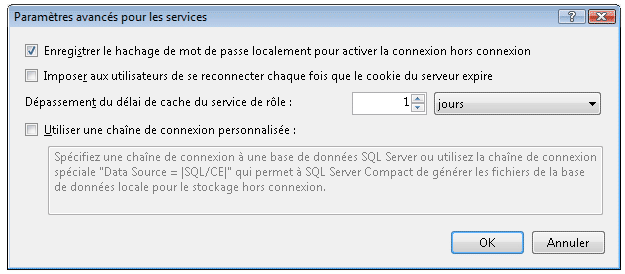 Paramètres avancés pour les services
Enregistrer le hachage de mot de passe localement pour activer la connexion hors connexion
Imposer aux utilisateurs de se reconnecter chaque fois que le cookie du serveur expire
Dépassement du délai de cache du service de rôle :
1
jours
Utiliser une chaîne de connexion personnalisée :
Spécifiez une chaîne de connexion à une base de données SQL Server ou utilisez la chaîne de connexion
spéciale "Data Source = |SQL/CE|" qui permet à SQL Server Compact de générer les fichiers de la base
de données locale pour le stockage hors connexion.
OK
Annuler